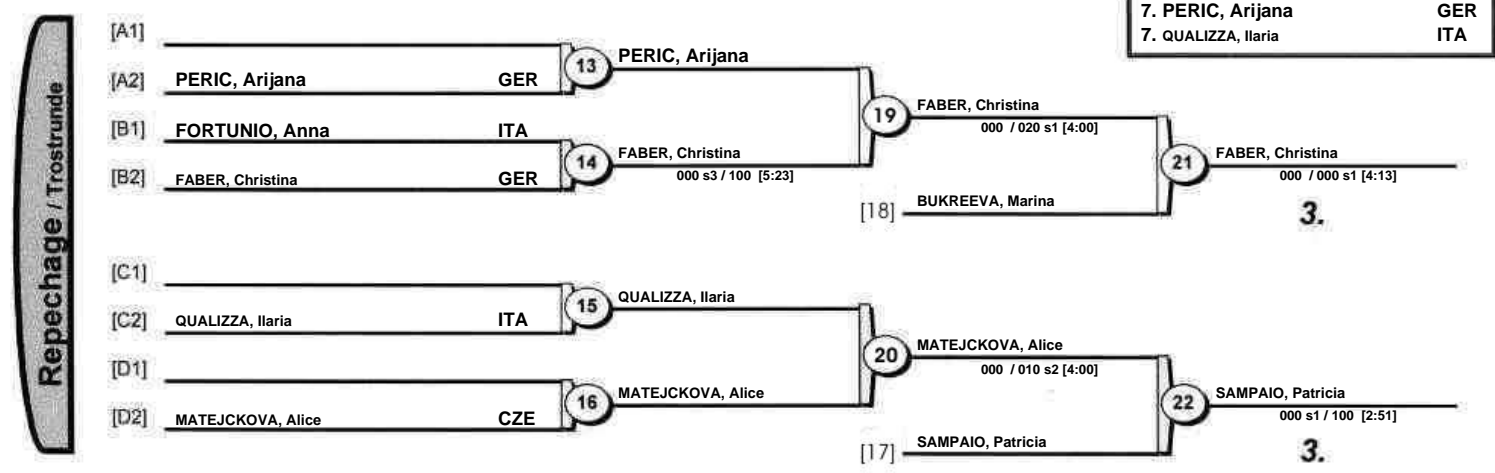 7. PERIC, Arijana GER
7. QUALIZZA, Ilaria ITA
Repechage / Trostrunde
[A1]
[A2] PERIC, Arijana GER
13 PERIC, Arijana
[B1] FORTUNIO, Anna ITA
[B2] FABER, Christina GER
14 FABER, Christina
000 s3 / 100 [5:23]
19 FABER, Christina
000 / 020 s1 [4:00]
[18] BUKREEVA, Marina
21 FABER, Christina
000 / 000 s1 [4:13]
3.
[C1]
[C2] QUALIZZA, Ilaria ITA
15 QUALIZZA, Ilaria
[D1]
[D2] MATEJCKOVA, Alice CZE
16 MATEJCKOVA, Alice
20 MATEJCKOVA, Alice
000 / 010 s2 [4:00]
[17] SAMPAIO, Patricia
22 SAMPAIO, Patricia
000 s1 / 100 [2:51]
3.